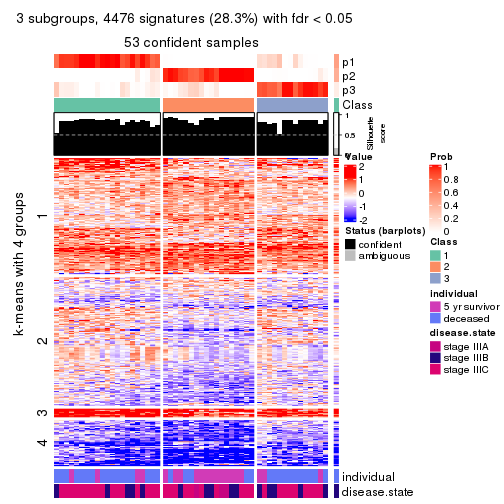 3 subgroups, 4476 signatures (28.3%) with fdr < 0.05
53 confident samples
p1
p2
p3
Class
1
0.5
0
Silhouette
score
k-means with 4 groups
1
2
3
4
individual
disease.state
Value
2
1
0
-1
-2
Status (barplots)
confident
ambiguous
Prob
1
0.8
0.6
0.4
0.2
0
Class
1
2
3
individual
5 yr survivor
deceased
disease.state
stage IIIA
stage IIIB
stage IIIC